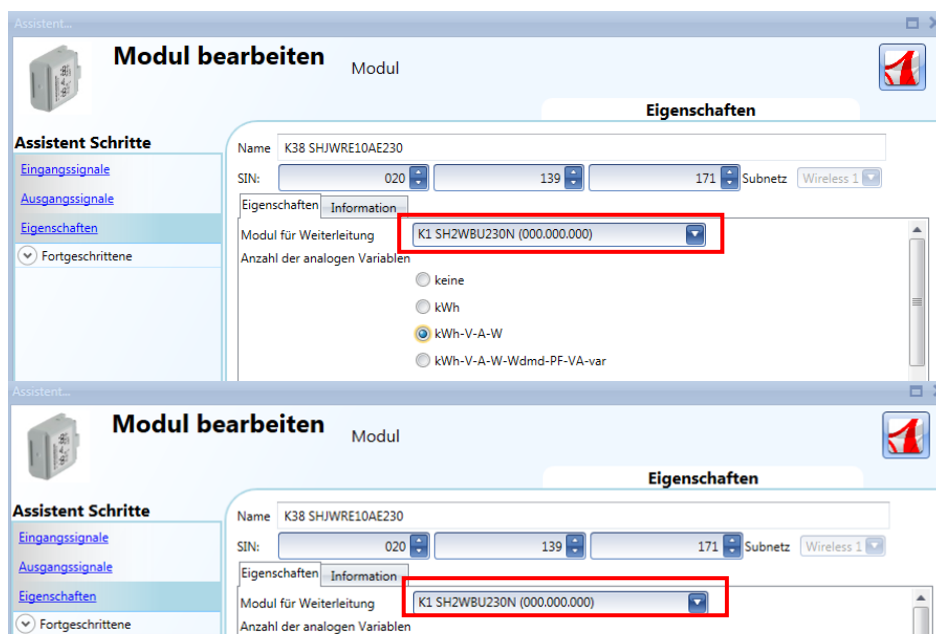 Assistent...
Modul bearbeiten Modul
Eigenschaften
Assistent Schritte
Eingangssignale
Ausgangssignale
Eigenschaften
Fortgeschrittene
Name K38 SHJWRE10AE230
SIN: 020 139 171 Subnetz Wireless 1
Eigenschaften Information
Modul für Weiterleitung K1 SH2WBU230N (000.000.000)
Anzahl der analogen Variablen
keine
kWh
kWh-V-A-W
kWh-V-A-W-Wdmd-PF-VA-var
Assistent...
Modul bearbeiten Modul
Eigenschaften
Assistent Schritte
Eingangssignale
Ausgangssignale
Eigenschaften
Fortgeschrittene
Name K38 SHJWRE10AE230
SIN: 020 139 171 Subnetz Wireless 1
Eigenschaften Information
Modul für Weiterleitung K1 SH2WBU230N (000.000.000)
Anzahl der analogen Variablen